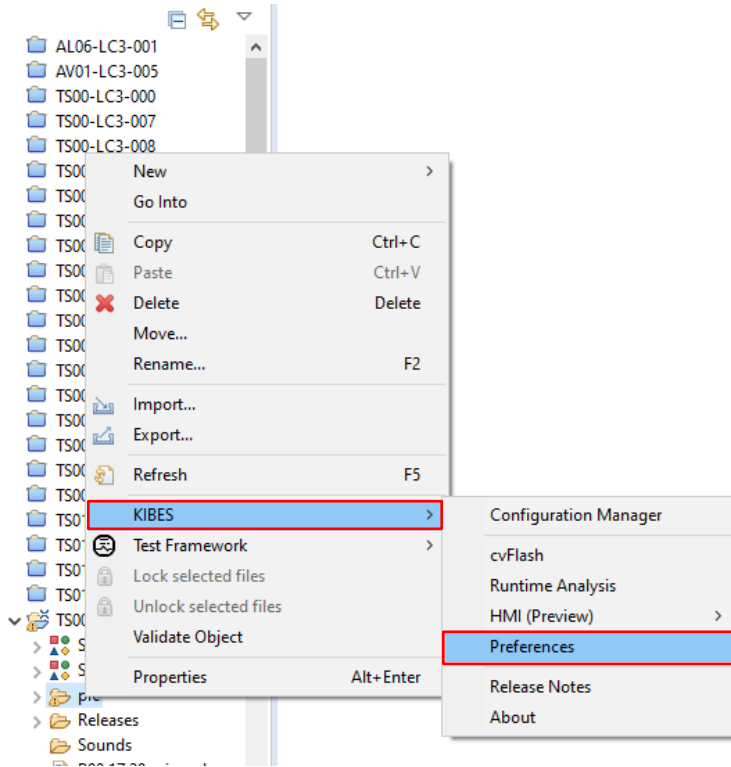 AL06-LC3-001
AV01-LC3-005
TS00-LC3-000
TS00-LC3-007
TS00-LC3-008
New
Go Into
Copy Ctrl+C
Paste Ctrl+V
Delete Delete
Move...
Rename... F2
Import...
Export...
Refresh F5
KIBES
Test Framework
Lock selected files
Unlock selected files
Validate Object
Properties Alt+Enter
Configuration Manager
cvFlash
Runtime Analysis
HMI (Preview)
Preferences
Release Notes
About
Releases
Sounds